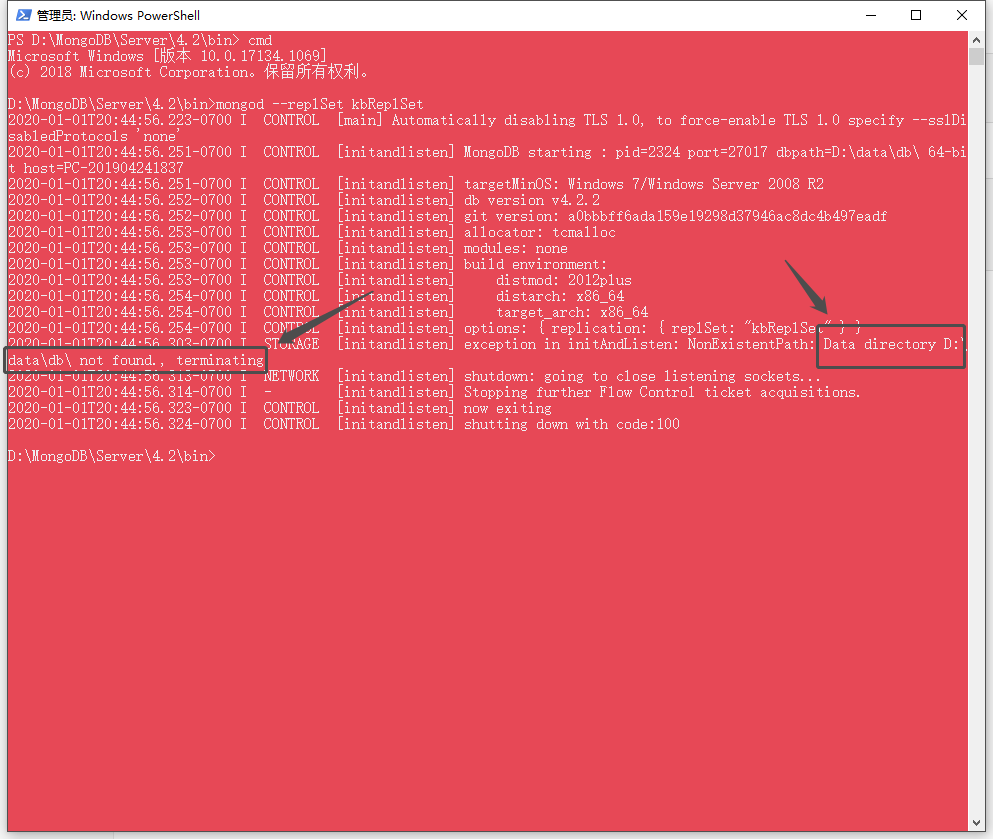 管理员: Windows PowerShell
PS D:\MongoDB\Server\4.2\bin> cmd
Microsoft Windows [版本 10.0.17134.1069]
(c) 2018 Microsoft Corporation。保留所有权利。
D:\MongoDB\Server\4.2\bin>mongod --replSet kbReplSet
2020-01-01T20:44:56.223-0700 I  CONTROL  [main] Automatically disabling TLS 1.0, to force-enable TLS 1.0 specify --sslDi
sabledProtocols 'none'
2020-01-01T20:44:56.251-0700 I  CONTROL  [initandlisten] MongoDB starting : pid=2324 port=27017 dbpath=D:\data\db\ 64-bi
t host=PC-201904241837
2020-01-01T20:44:56.251-0700 I  CONTROL  [initandlisten] targetMinOS: Windows 7/Windows Server 2008 R2
2020-01-01T20:44:56.252-0700 I  CONTROL  [initandlisten] db version v4.2.2
2020-01-01T20:44:56.252-0700 I  CONTROL  [initandlisten] git version: a0bbbff6ada159e19298d37946ac8dc4b497eadf
2020-01-01T20:44:56.253-0700 I  CONTROL  [initandlisten] allocator: tcmalloc
2020-01-01T20:44:56.253-0700 I  CONTROL  [initandlisten] modules: none
2020-01-01T20:44:56.253-0700 I  CONTROL  [initandlisten] build environment:
2020-01-01T20:44:56.253-0700 I  CONTROL  [initandlisten]     distmod: 2012plus
2020-01-01T20:44:56.254-0700 I  CONTROL  [initandlisten]     distarch: x86_64
2020-01-01T20:44:56.254-0700 I  CONTROL  [initandlisten]     target_arch: x86_64
2020-01-01T20:44:56.254-0700 I  CONTROL  [initandlisten] options: { replication: { replSet: "kbReplSet" } }
2020-01-01T20:44:56.303-0700 I  STORAGE  [initandlisten] exception in initAndListen: NonExistentPath: Data directory D:\
data\db\ not found., terminating
2020-01-01T20:44:56.313-0700 I  NETWORK  [initandlisten] shutdown: going to close listening sockets...
2020-01-01T20:44:56.314-0700 I  -        [initandlisten] Stopping further Flow Control ticket acquisitions.
2020-01-01T20:44:56.323-0700 I  CONTROL  [initandlisten] now exiting
2020-01-01T20:44:56.324-0700 I  CONTROL  [initandlisten] shutting down with code:100
D:\MongoDB\Server\4.2\bin>